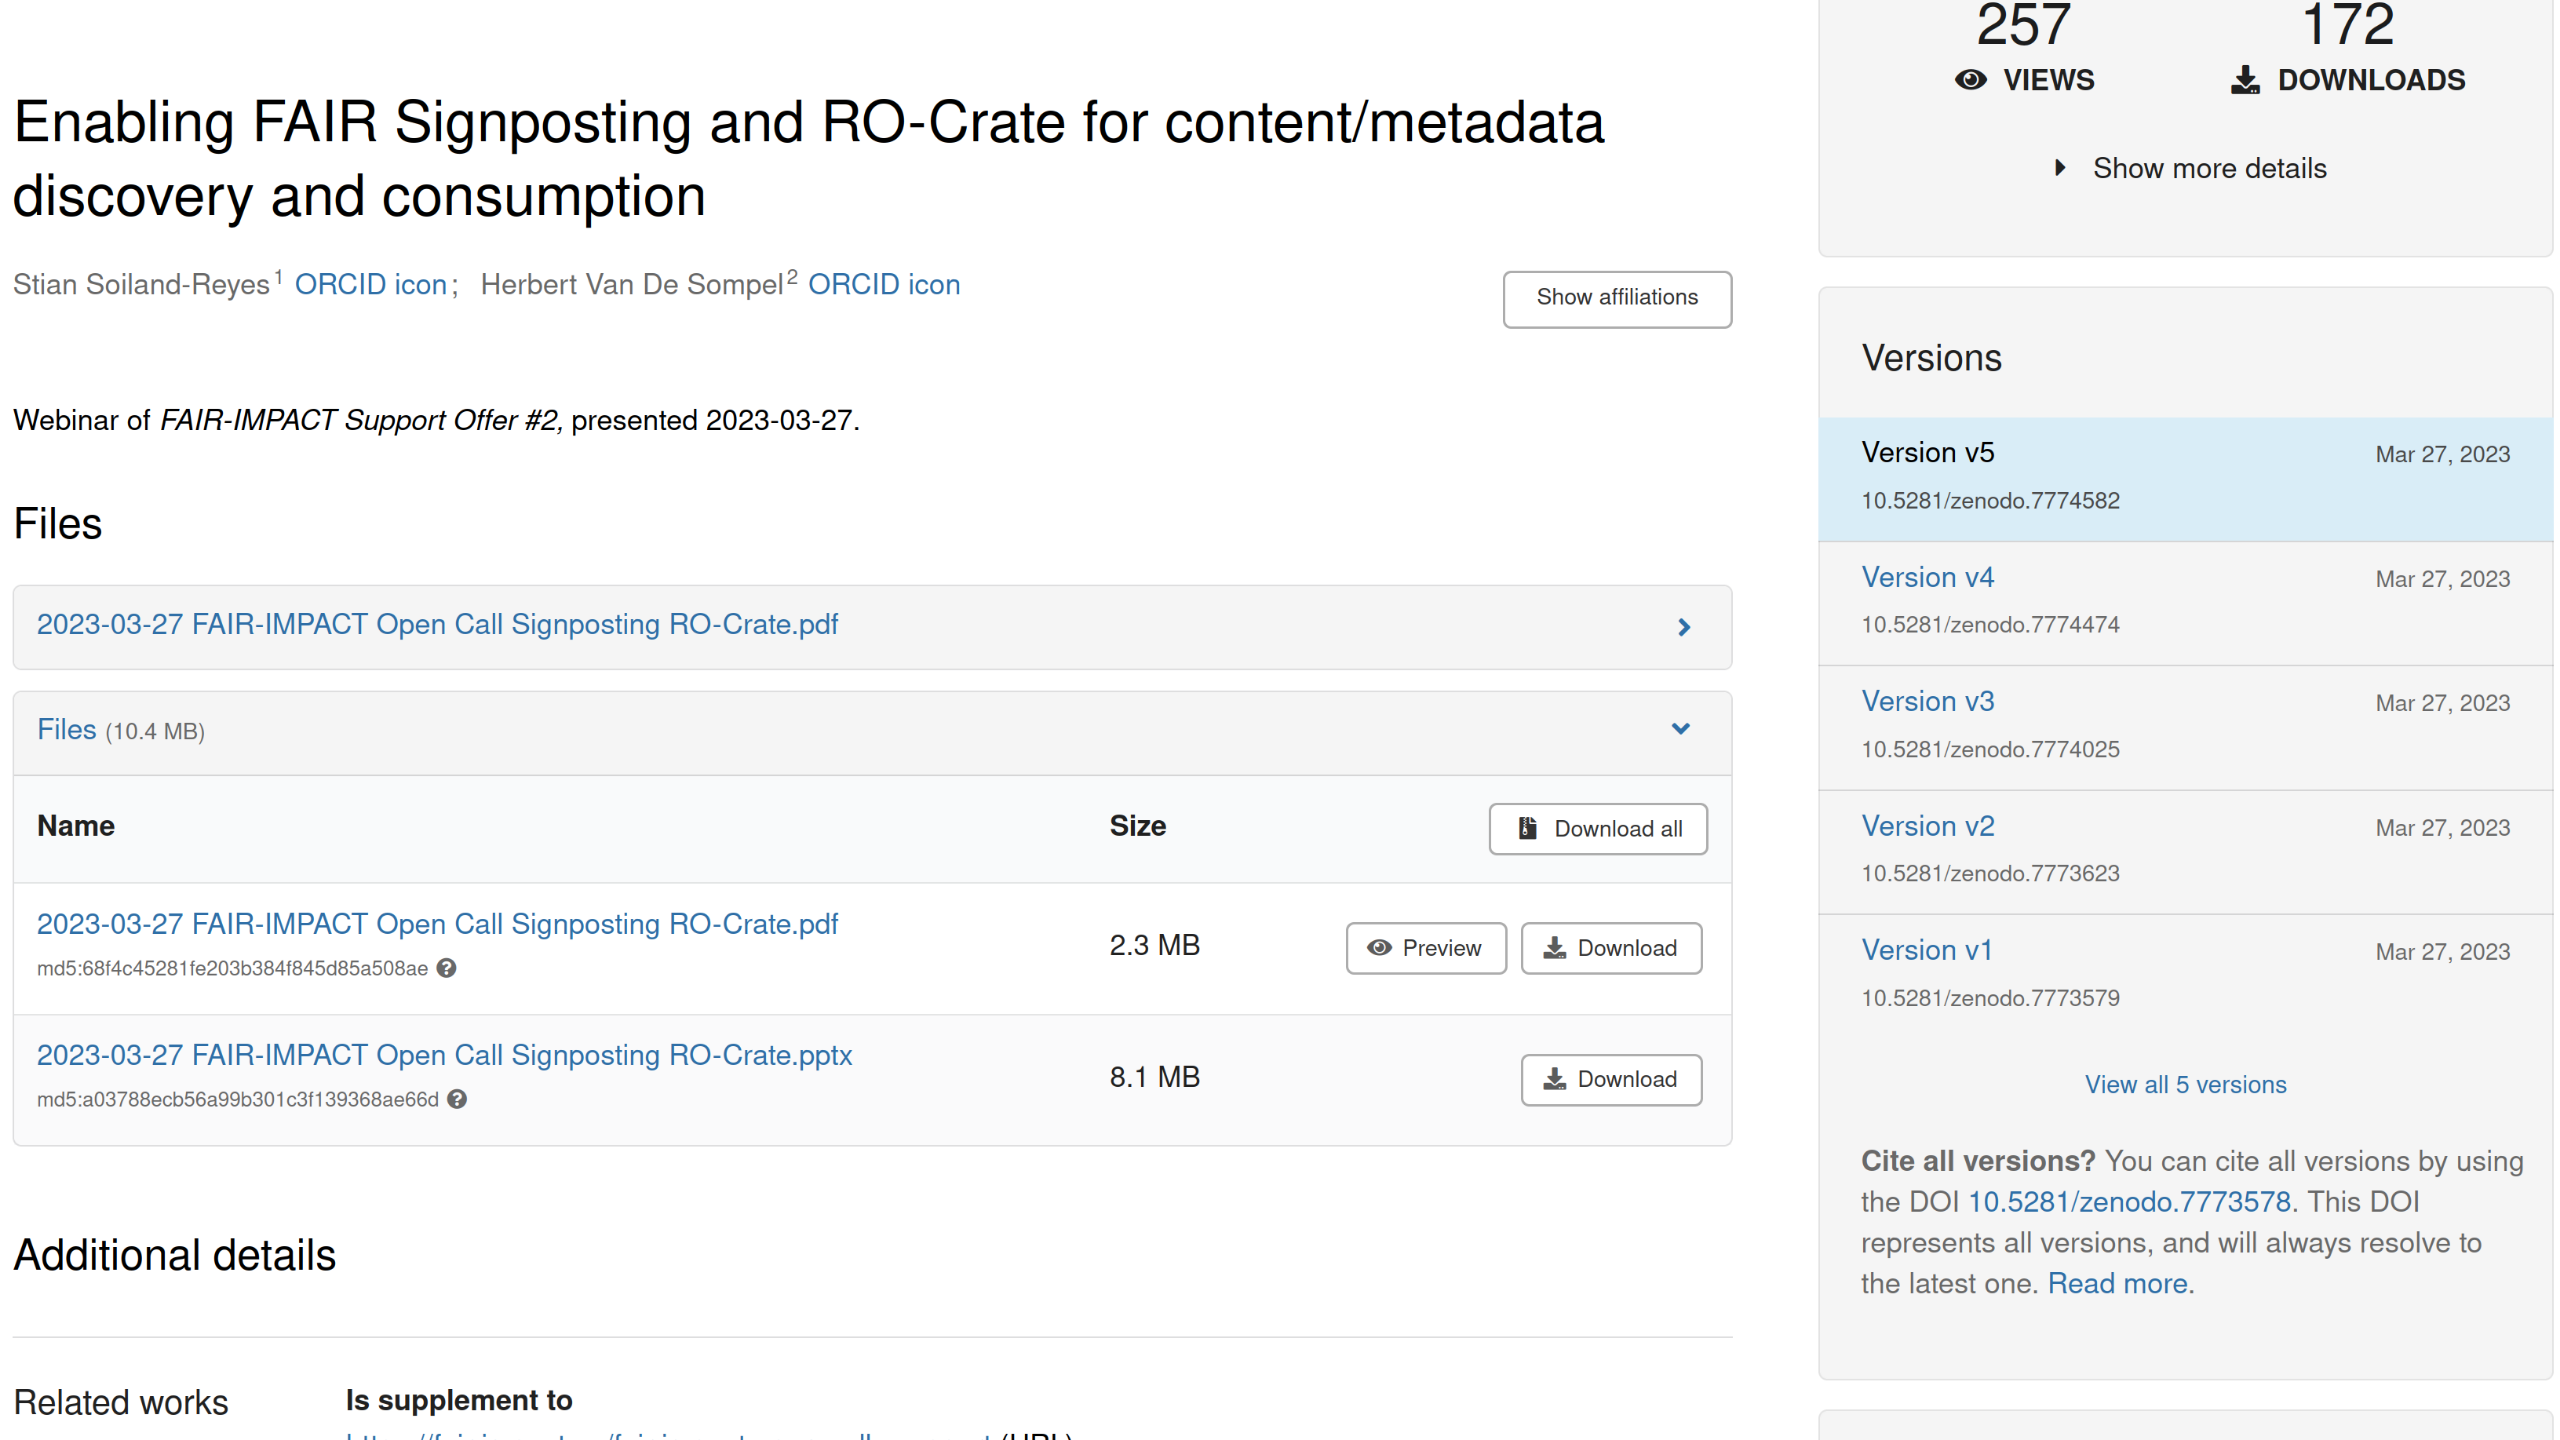 Enabling FAIR Signposting and RO-Crate for content/metadata
discovery and consumption
Stian Soiland-Reyes1 ORCID icon; Herbert Van De Sompel2 ORCID icon
Show affiliations
Webinar of FAIR-IMPACT Support Offer #2, presented 2023-03-27.
Files
2023-03-27 FAIR-IMPACT Open Call Signposting RO-Crate.pdf
Files (10.4 MB)
Name Size Download all
2023-03-27 FAIR-IMPACT Open Call Signposting RO-Crate.pdf
md5:68f4c45281fe203b384f845d85a508ae
2.3 MB Preview Download
2023-03-27 FAIR-IMPACT Open Call Signposting RO-Crate.pptx
md5:a03788ecb56a99b301c3f139368ae66d
8.1 MB Download
Additional details
Related works
Is supplement to
257 172
VIEWS DOWNLOADS
Show more details
Versions
Version v5 Mar 27, 2023
10.5281/zenodo.7774582
Version v4 Mar 27, 2023
10.5281/zenodo.7774474
Version v3 Mar 27, 2023
10.5281/zenodo.7774025
Version v2 Mar 27, 2023
10.5281/zenodo.7773623
Version v1 Mar 27, 2023
10.5281/zenodo.7773579
View all 5 versions
Cite all versions? You can cite all versions by using
the DOI 10.5281/zenodo.7773578. This DOI
represents all versions, and will always resolve to
the latest one. Read more.